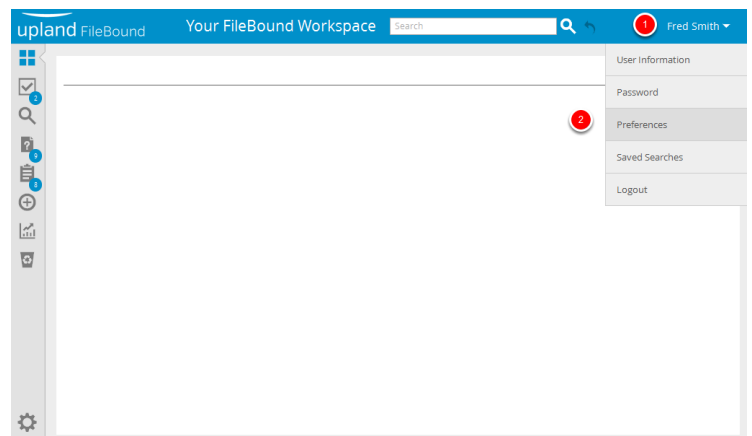 upland FileBound Your FileBound Workspace Search 1 Fred Smith
User Information
2
Password
2 Preferences
9
Saved Searches
8
Logout